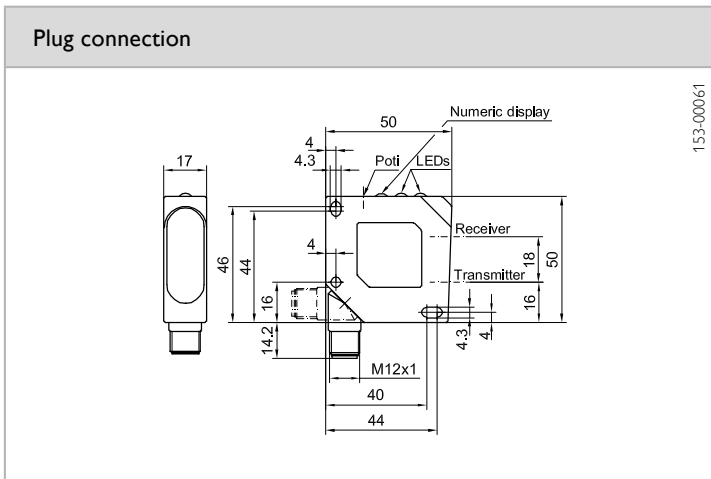 Plug connection
153-00061
Numeric display
50
4
4.3
Poti
LEDs
17
Receiver
46
44
4
18
50
Transmitter
16
16
14.2
4.3
4
M12x1
40
44